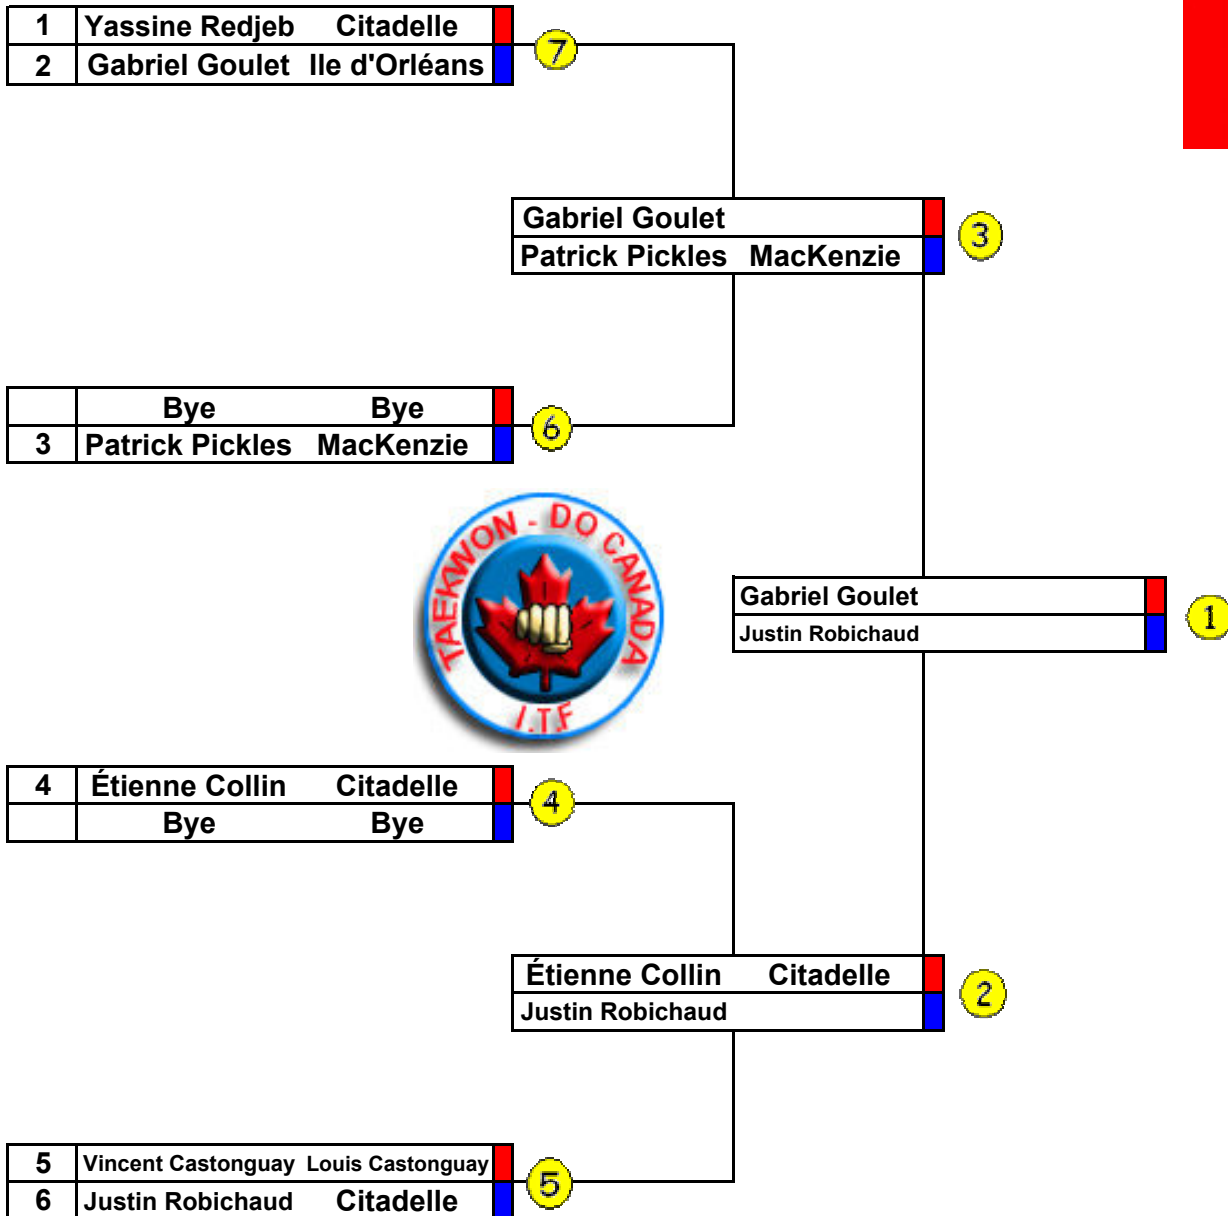 1 Yassine Redjeb Citadelle
2 Gabriel Goulet Ile d'Orléans
7
Gabriel Goulet
Patrick Pickles MacKenzie
3
Bye Bye
3 Patrick Pickles MacKenzie
6
TAEKWON - DO CANADA
I.T.F
Gabriel Goulet
Justin Robichaud
1
4 Étienne Collin Citadelle
Bye Bye
4
Étienne Collin Citadelle
Justin Robichaud
2
5 Vincent Castonguay Louis Castonguay
6 Justin Robichaud Citadelle
5